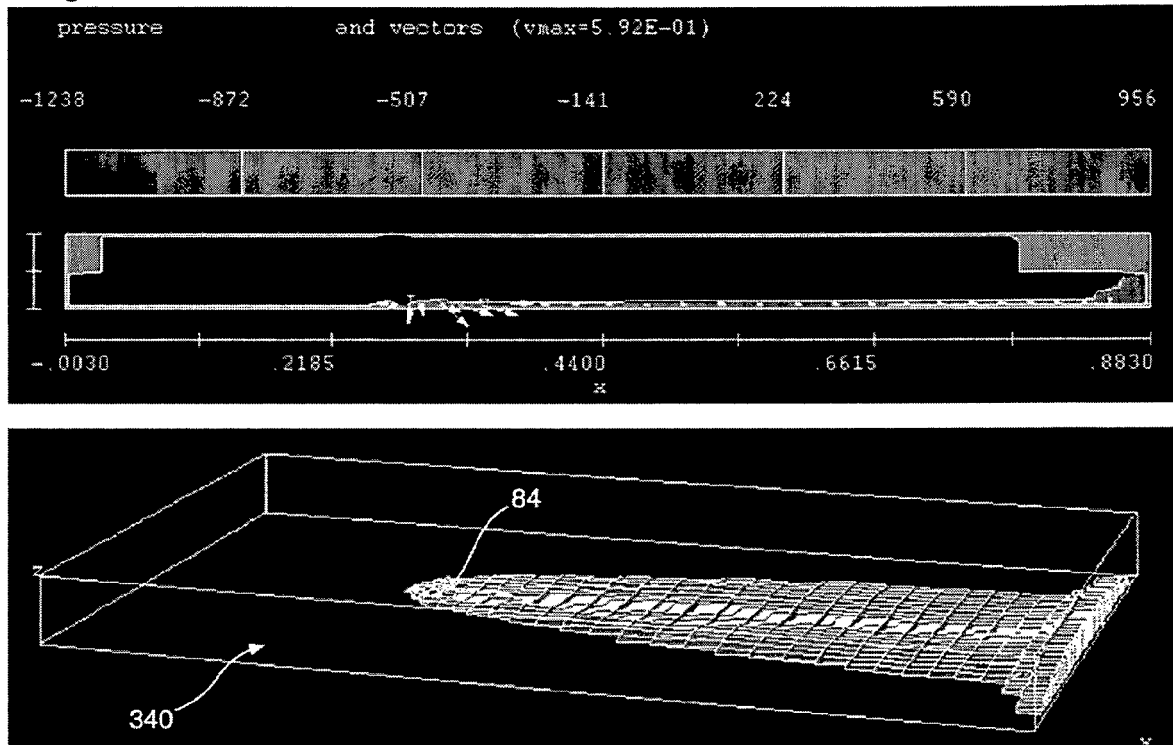 pressure and vectors (vmax=5.92E-01)
-1238 -872 -507 -141 224 590 956
-.0030 .2185 .4400 .6615 .8830
x
84
z
340
x